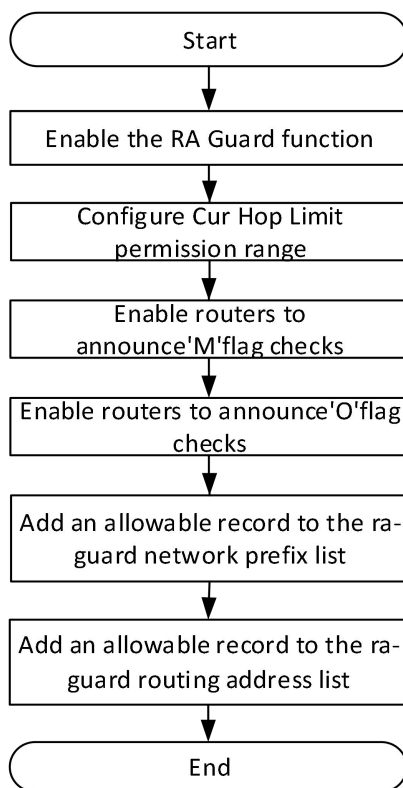 Start
Enable the RA Guard function
Configure Cur Hop Limit
permission range
Enable routers to
announce'M'flag checks
Enable routers to announce'O'flag
checks
Add an allowable record to the ra-
guard network prefix list
Add an allowable record to the ra-
guard routing address list
End